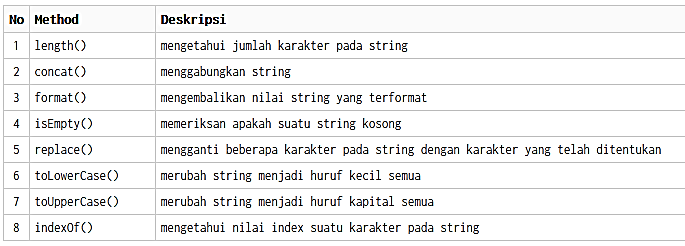 No Method Deskripsi
1 length() mengetahui jumlah karakter pada string
2 concat() menggabungkan string
3 format() mengembalikan nilai string yang terformat
4 isEmpty() memeriksan apakah suatu string kosong
5 replace() mengganti beberapa karakter pada string dengan karakter yang telah ditentukan
6 toLowerCase() merubah string menjadi huruf kecil semua
7 toUpperCase() merubah string menjadi huruf kapital semua
8 indexOf() mengetahui nilai index suatu karakter pada string